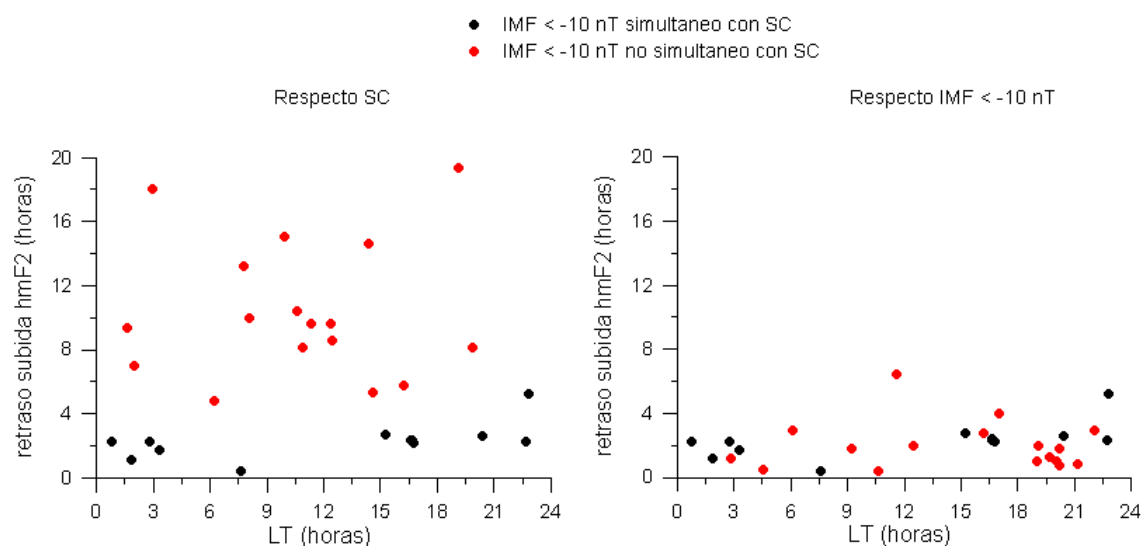 IMF < -10 nT simultaneo con SC
IMF < -10 nT no simultaneo con SC
Respecto SC
retraso subida hmF2 (horas)
20
16
12
8
4
0
0 3 6 9 12 15 18 21 24
LT (horas)
Respecto IMF < -10 nT
retraso subida hmF2 (horas)
20
16
12
8
4
0
0 3 6 9 12 15 18 21 24
LT (horas)